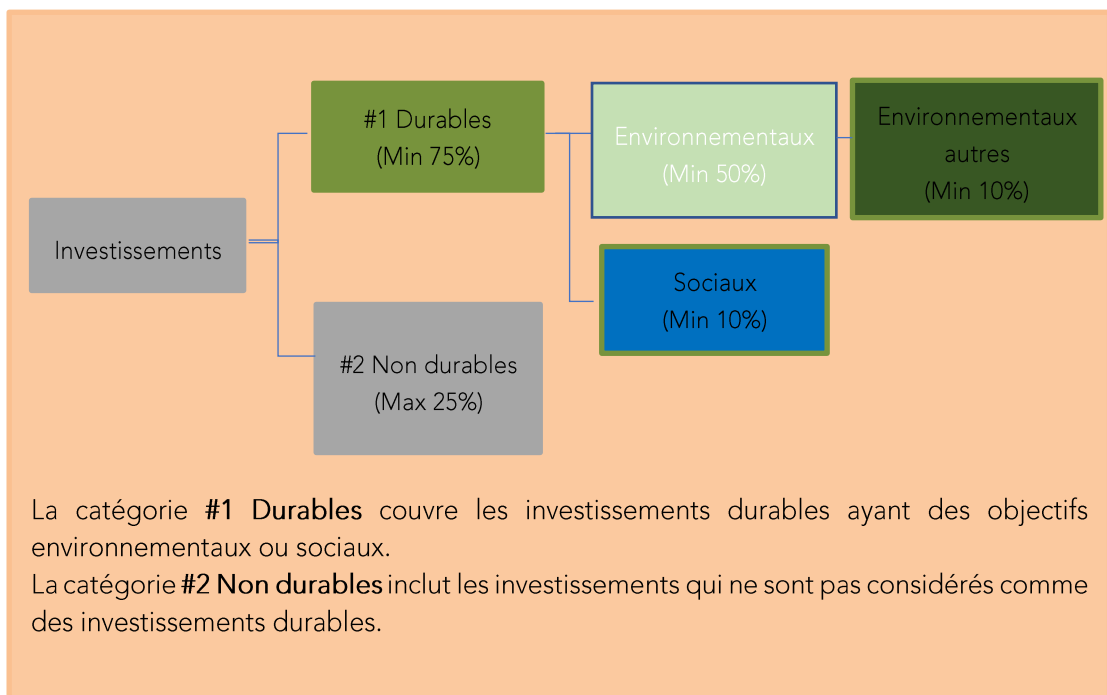 #1 Durables
(Min 75%)
Environnementaux
(Min 50%)
Environnementaux
autres
(Min 10%)
Investissements
Sociaux
(Min 10%)
#2 Non durables
(Max 25%)
La catégorie #1 Durables couvre les investissements durables ayant des objectifs
environnementaux ou sociaux.
La catégorie #2 Non durables inclut les investissements qui ne sont pas considérés comme
des investissements durables.